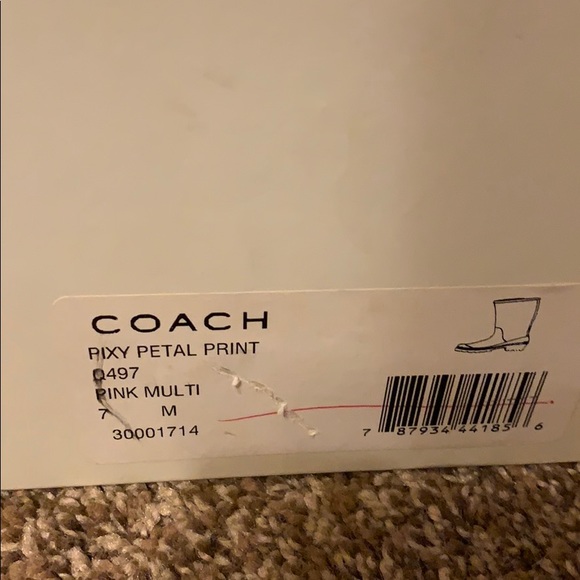 COACH
PIXY PETAL PRINT
Q497
PINK MULTI
7 M
30001714
7 87934 44185 6